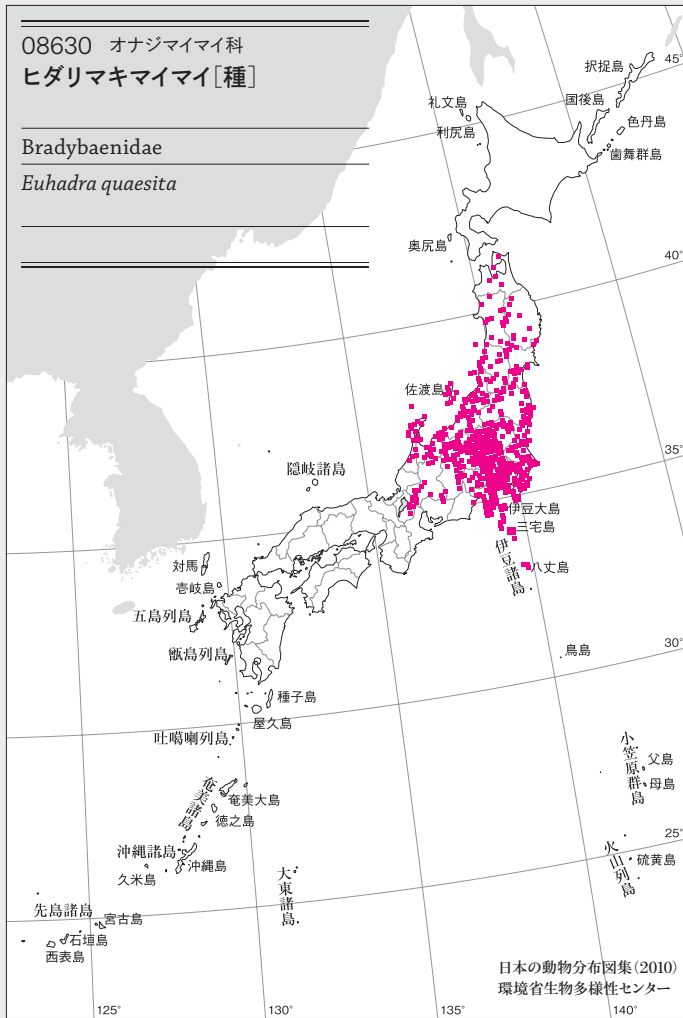 08630 オナジマイマイ科
ヒダリマキマイマイ[種]
Bradybaenidae
Euhadra quaesita
45°
択捉島
礼文島
国後島
色丹島
利尻島
歯舞群島
奥尻島
40°
佐渡島
35°
隠岐諸島
伊豆大島
三宅島
伊豆諸島
八丈島
対馬
壱岐島
五島列島
甑島列島
鳥島
30°
種子島
屋久島
吐噶喇列島
小笠原群島
父島
母島
奄美諸島
奄美大島
徳之島
25°
沖縄諸島
沖縄島
久米島
火山列島
硫黄島
大東諸島
先島諸島
宮古島
石垣島
西表島
日本の動物分布図集(2010)
環境省生物多様性センター
125°
130°
135°
140°